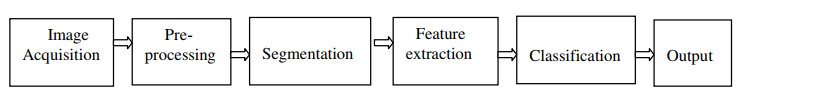 Image
Acquisition
Pre-
processing
Segmentation
Feature
extraction
Classification
Output